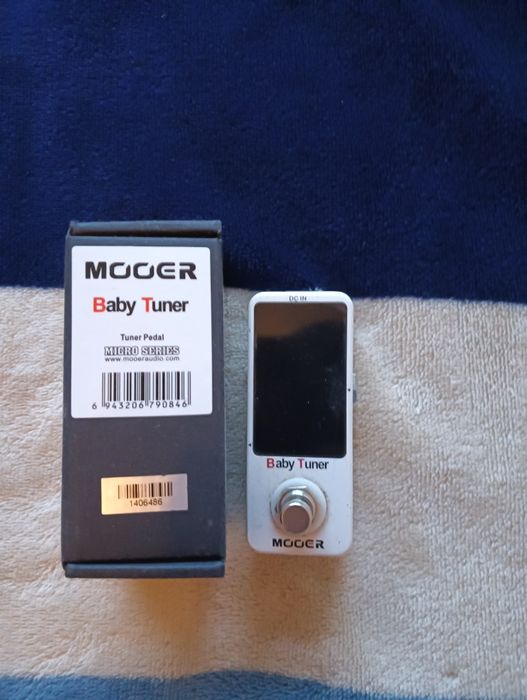 MOOER
Baby Tuner
Tuner Pedal
MICRO SERIES
www.mooeraudio.com
6 943206 790846
1406486
DC IN
Baby Tuner
MOOER